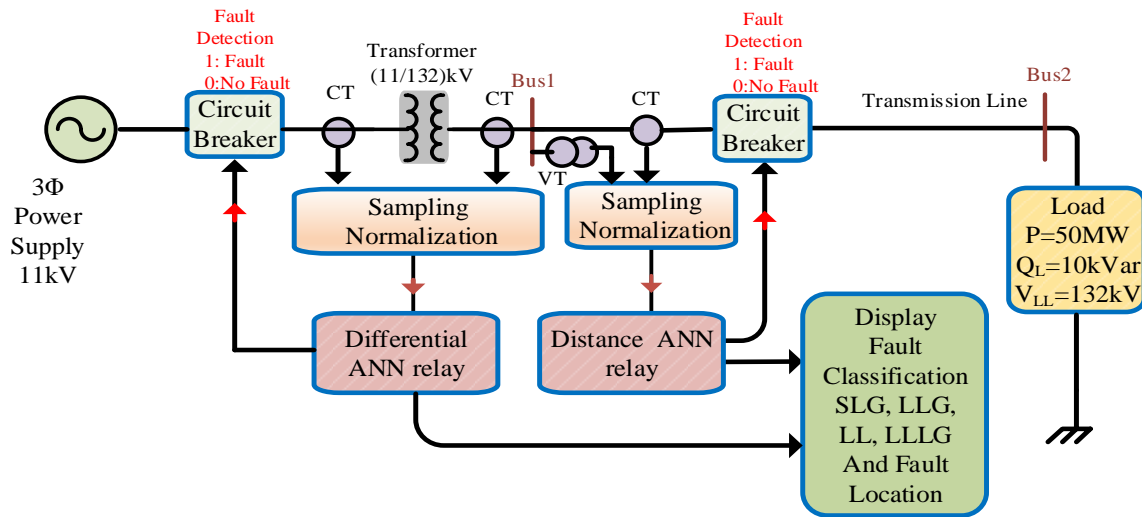 Fault
Detection
1: Fault
0:No Fault
Circuit
Breaker
3Φ
Power
Supply
11kV
CT
Transformer
(11/132)kV
CT
Bus1
VT
CT
Fault
Detection
1: Fault
0:No Fault
Circuit
Breaker
Transmission Line
Bus2
Sampling
Normalization
Sampling
Normalization
Differential
ANN relay
Distance ANN
relay
Display
Fault
Classification
SLG, LLG,
LL, LLLG
And Fault
Location
Load
P=50MW
QL=10kVar
VLL=132kV